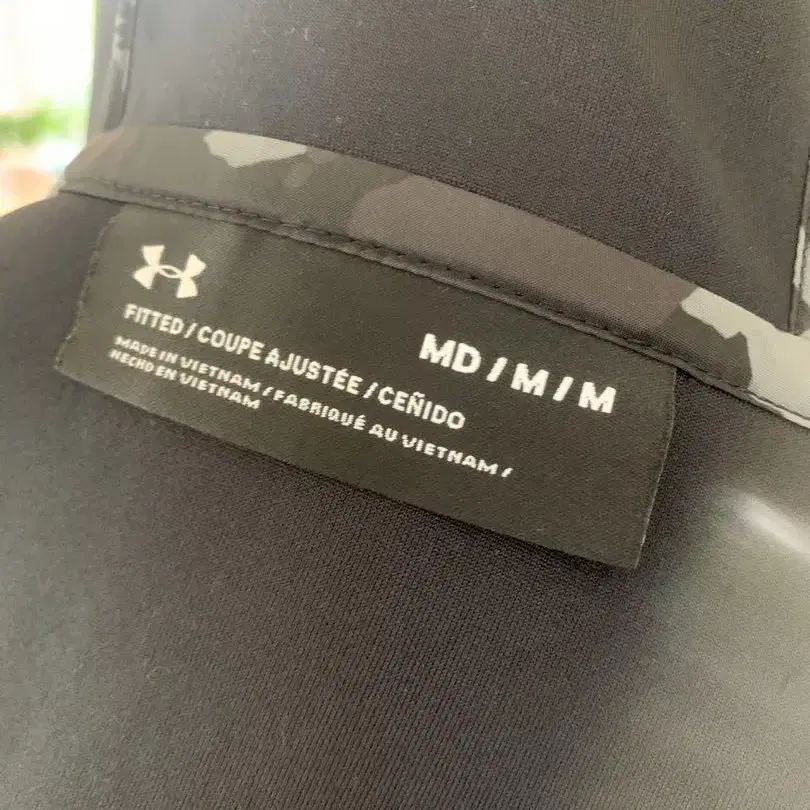 FITTED / COUPE AJUSTÉE / CEÑIDO
MD / M / M
MADE IN VIETNAM / FABRIQUÉ AU VIETNAM /
HECHO EN VIETNAM